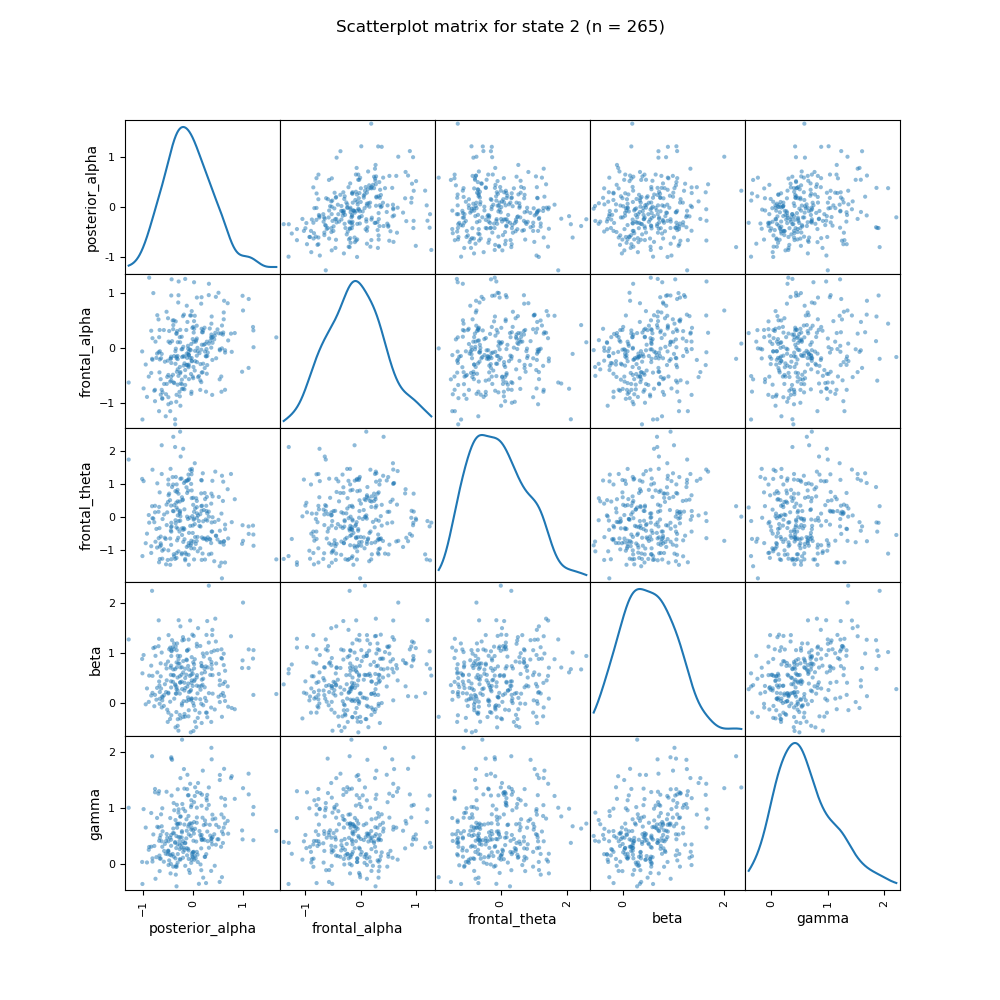 Scatterplot matrix for state 2 (n = 265)
posterior_alpha
1
0
-1
frontal_alpha
1
0
−1
frontal_theta
2
1
0
−1
beta
2
1
0
gamma
2
1
0
−1 0 1
−1 0 1
0 2
0 2
0 1 2
posterior_alpha frontal_alpha frontal_theta beta gamma